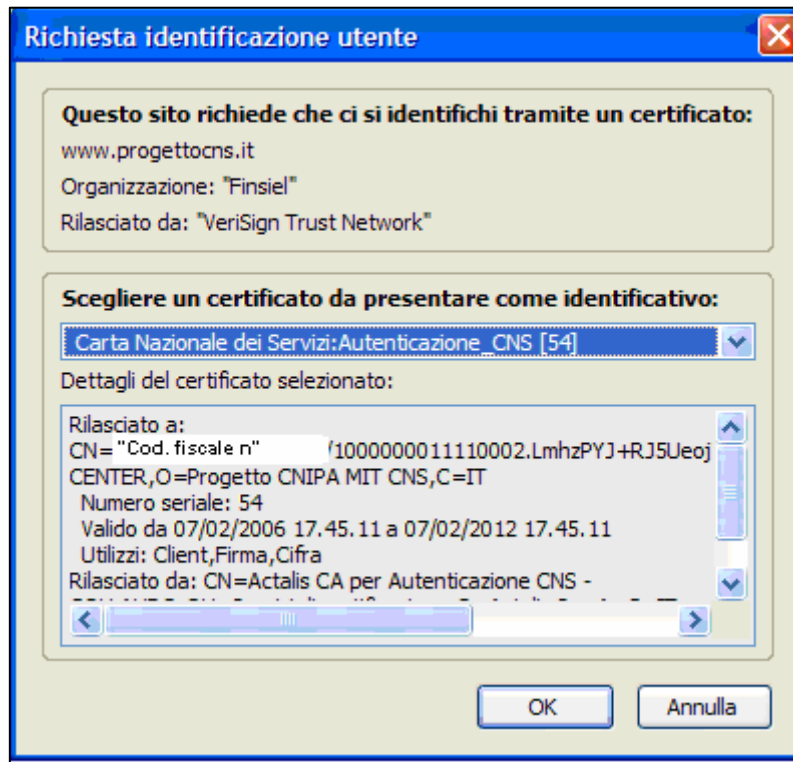 Richiesta identificazione utente
Questo sito richiede che ci si identifichi tramite un certificato:
www.progettocns.it
Organizzazione: "Finsiel"
Rilasciato da: "VeriSign Trust Network"
Scegliere un certificato da presentare come identificativo:
Carta Nazionale dei Servizi:Autenticazione_CNS [54]
Dettagli del certificato selezionato:
Rilasciato a:
CN= "Cod. fiscale n" /1000000011110002.LmhzPYJ+RJ5Ueoj
CENTER,O=Progetto CNIPA MIT CNS,C=IT
Numero seriale: 54
Valido da 07/02/2006 17.45.11 a 07/02/2012 17.45.11
Utilizzi: Client,Firma,Cifra
Rilasciato da: CN=Actalis CA per Autenticazione CNS -
OK Annulla